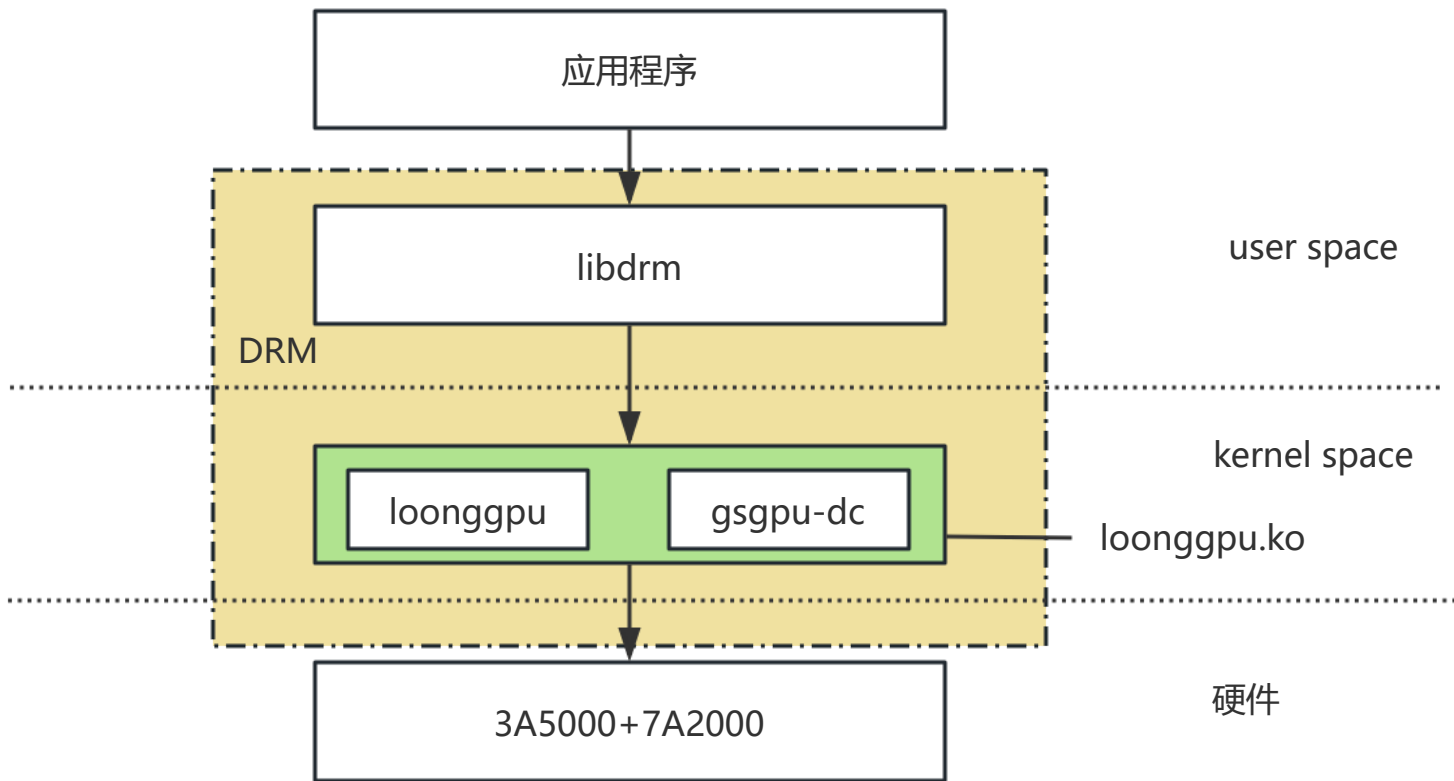 应用程序
libdrm
user space
DRM
kernel space
loonggpu
gsgpu-dc
loonggpu.ko
硬件
3A5000+7A2000